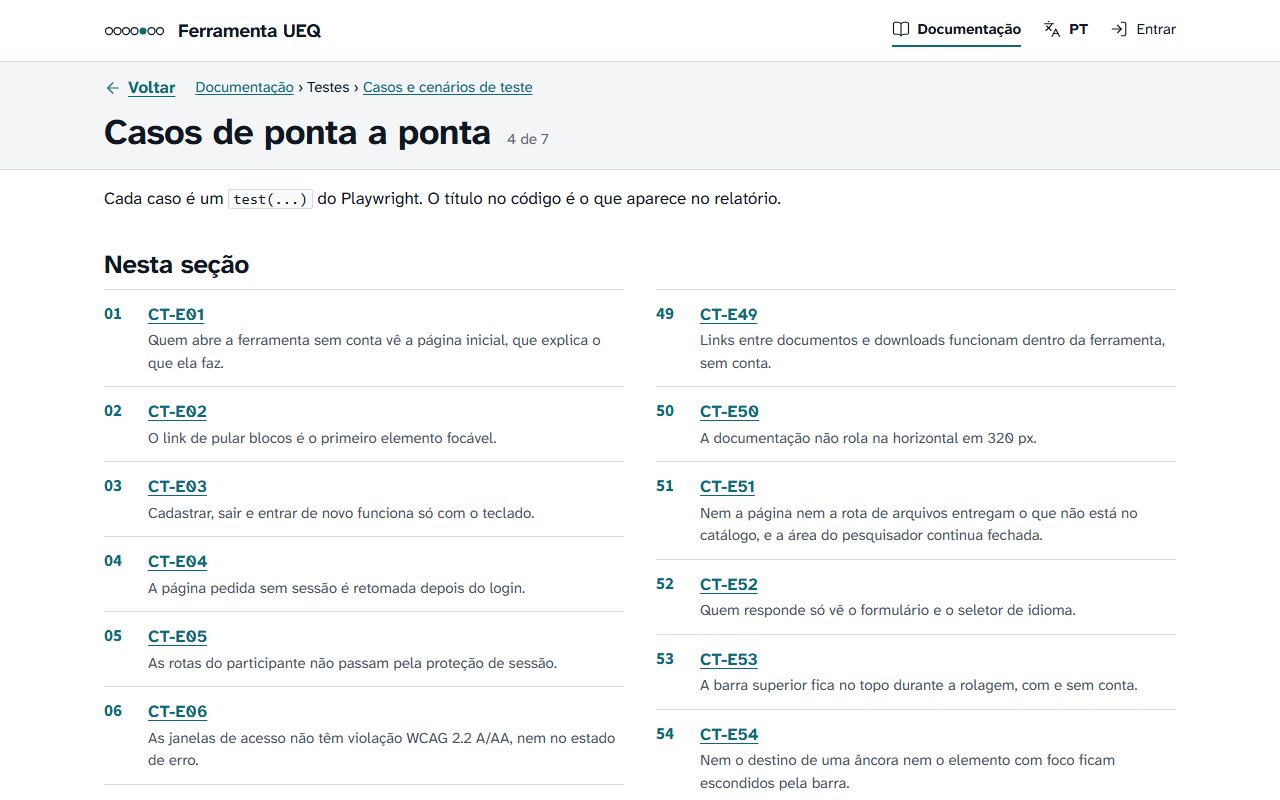 Ferramenta UEQ
Documentação
PT
Entrar
Voltar
Documentação › Testes › Casos e cenários de teste
Casos de ponta a ponta 4 de 7
Cada caso é um test(...) do Playwright. O título no código é o que aparece no relatório.
Nesta seção
01 CT-E01
Quem abre a ferramenta sem conta vê a página inicial, que explica o
que ela faz.
02 CT-E02
O link de pular blocos é o primeiro elemento focável.
03 CT-E03
Cadastrar, sair e entrar de novo funciona só com o teclado.
04 CT-E04
A página pedida sem sessão é retomada depois do login.
05 CT-E05
As rotas do participante não passam pela proteção de sessão.
06 CT-E06
As janelas de acesso não têm violação WCAG 2.2 A/AA, nem no estado
de erro.
49 CT-E49
Links entre documentos e downloads funcionam dentro da ferramenta,
sem conta.
50 CT-E50
A documentação não rola na horizontal em 320 px.
51 CT-E51
Nem a página nem a rota de arquivos entregam o que não está no
catálogo, e a área do pesquisador continua fechada.
52 CT-E52
Quem responde só vê o formulário e o seletor de idioma.
53 CT-E53
A barra superior fica no topo durante a rolagem, com e sem conta.
54 CT-E54
Nem o destino de uma âncora nem o elemento com foco ficam
escondidos pela barra.